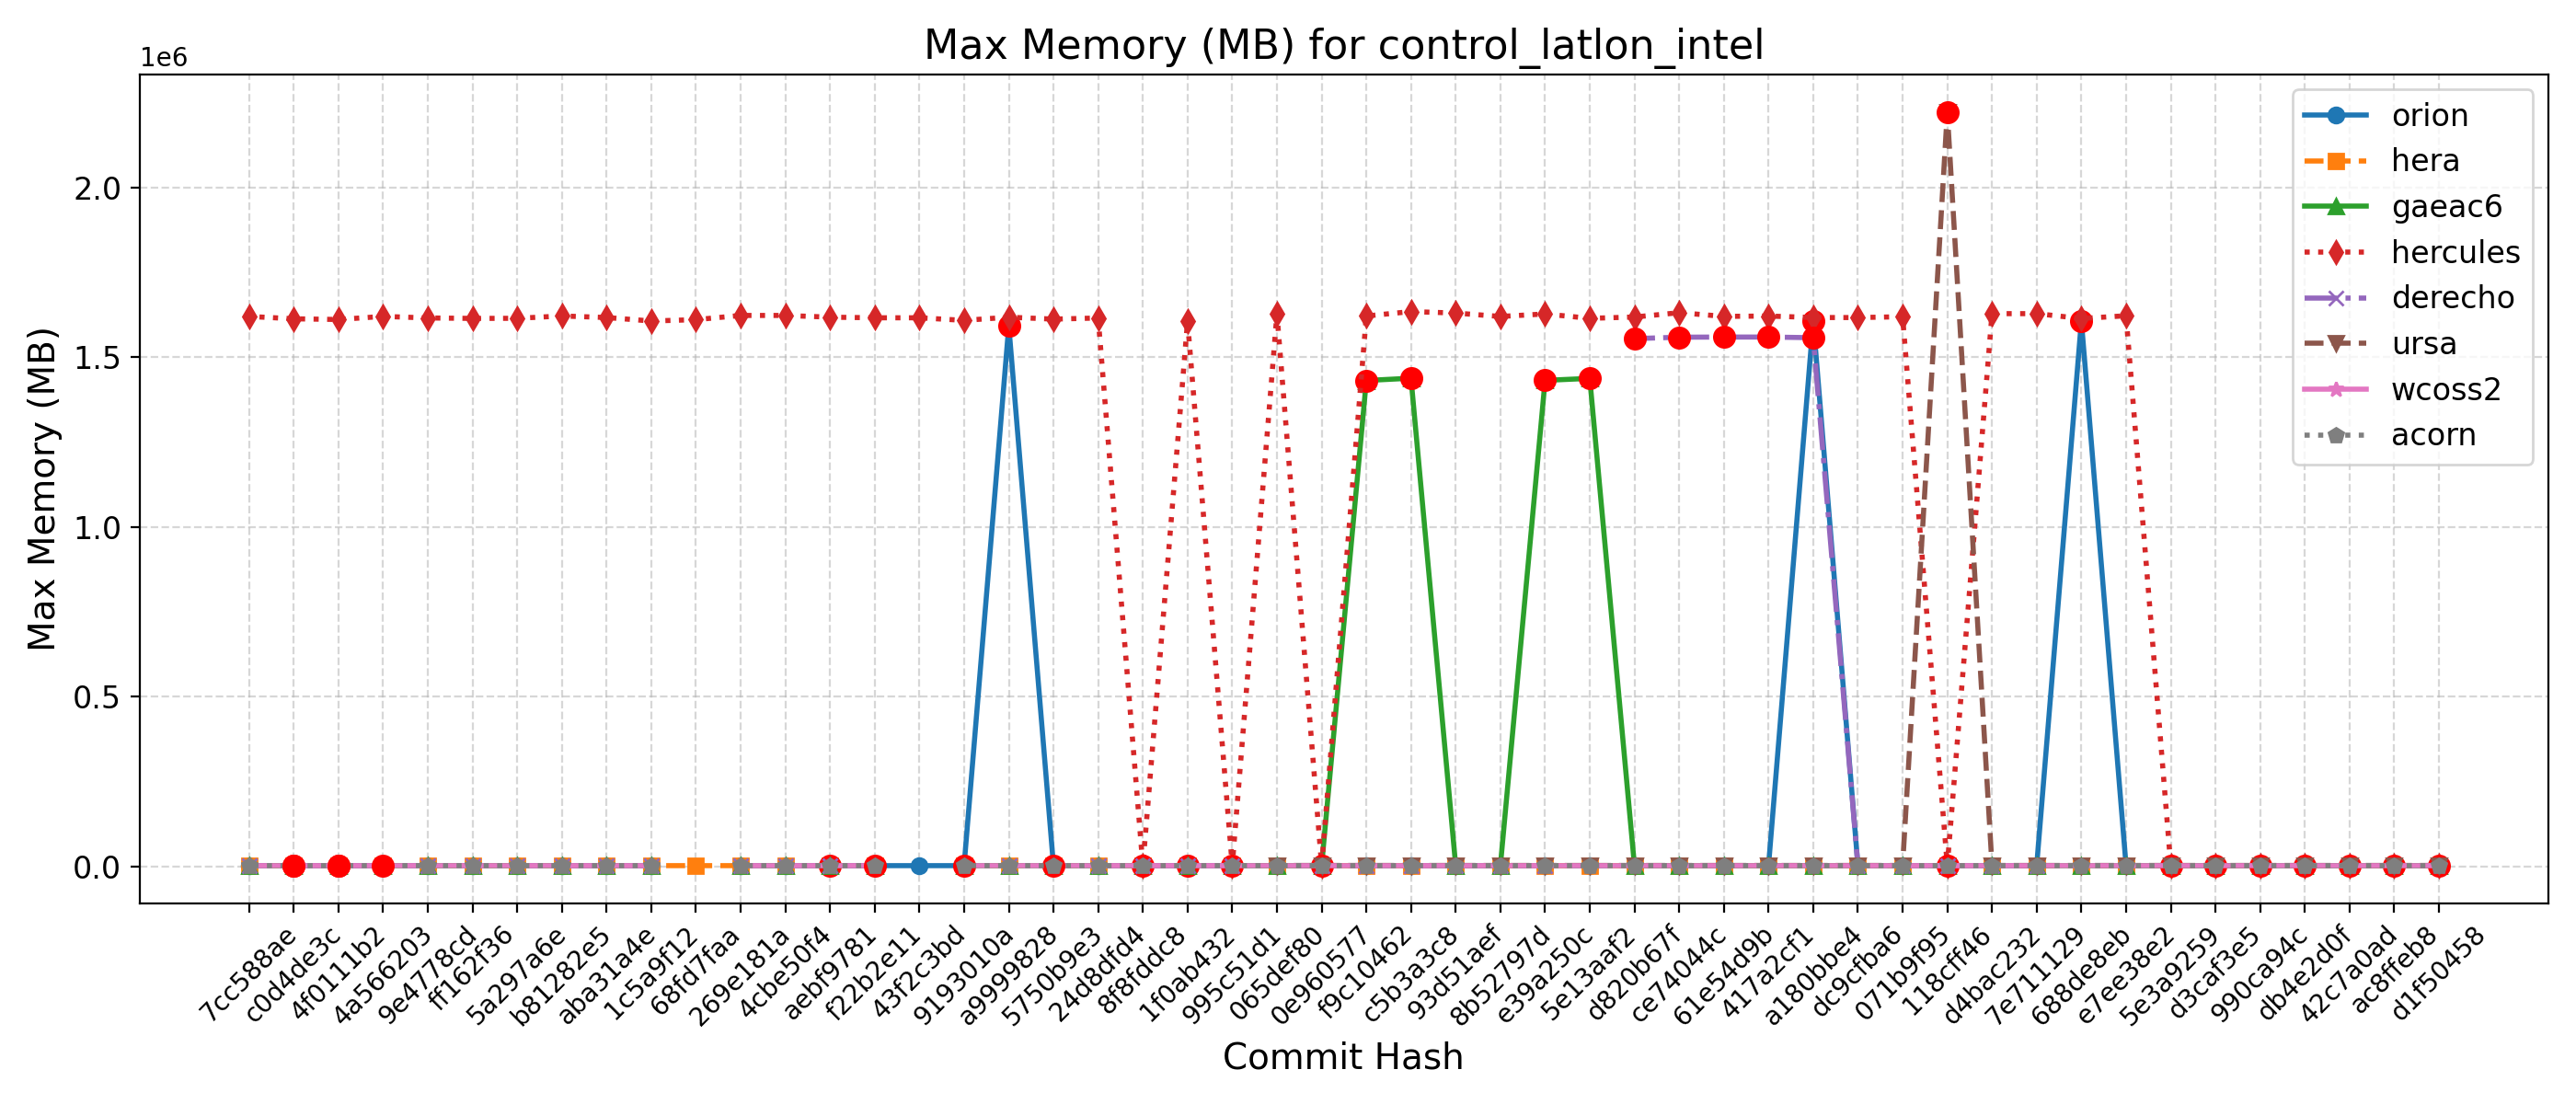 Max Memory (MB) for control_latlon_intel
1e6
Max Memory (MB)
2.0
1.5
1.0
0.5
0.0
orion
hera
gaeac6
hercules
derecho
ursa
wcoss2
acorn
7cc588ae
c0d4de3c
4f0111b2
4a566203
9e4778cd
ff162f36
5a297a6e
b81282e5
aba31a4e
1c5a9f12
68fd7faa
269e181a
4cbe50f4
aebf9781
f22b2e11
43f2c3bd
9193010a
a9999828
5750b9e3
24d8dfd4
8f8fddc8
1f0ab432
995c51d1
065def80
0e960577
f9c10462
c5b3a3c8
93d51aef
8b52797d
e39a250c
5e13aaf2
d820b67f
ce74044c
61e54d9b
417a2cf1
a180bbe4
dc9cfba6
071b9f95
118cff46
d4bac232
7e711129
688de8eb
e7ee38e2
5e3a9259
d3caf3e5
990ca94c
db4e2d0f
42c7a0ad
ac8ffeb8
d1f50458
Commit Hash